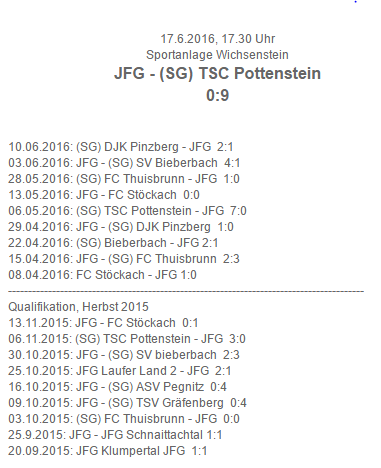 17.6.2016, 17.30 Uhr
Sportanlage Wichsenstein
JFG - (SG) TSC Pottenstein
0:9
10.06.2016: (SG) DJK Pinzberg - JFG 2:1
03.06.2016: JFG - (SG) SV Bieberbach 4:1
28.05.2016: (SG) FC Thuisbrunn - JFG 1:0
13.05.2016: JFG - FC Stöckach 0:0
06.05.2016: (SG) TSC Pottenstein - JFG 7:0
29.04.2016: JFG - (SG) DJK Pinzberg 1:0
22.04.2016: (SG) Bieberbach - JFG 2:1
15.04.2016: JFG - (SG) FC Thuisbrunn 2:3
08.04.2016: FC Stöckach - JFG 1:0
Qualifikation, Herbst 2015
13.11.2015: JFG - FC Stöckach 0:1
06.11.2015: (SG) TSC Pottenstein - JFG 3:0
30.10.2015: JFG - (SG) SV bieberbach 2:3
25.10.2015: JFG Laufer Land 2 - JFG 2:1
16.10.2015: JFG - (SG) ASV Pegnitz 0:4
09.10.2015: JFG - (SG) TSV Gräfenberg 0:4
03.10.2015: (SG) FC Thuisbrunn - JFG 0:0
25.9.2015: JFG - JFG Schnaittachtal 1:1
20.09.2015: JFG Klumpertal JFG 1:1